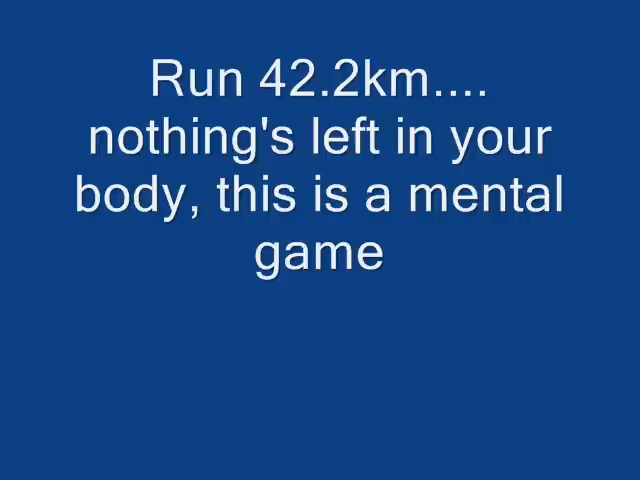 Run 42.2km....
nothing's left in your
body, this is a mental
game